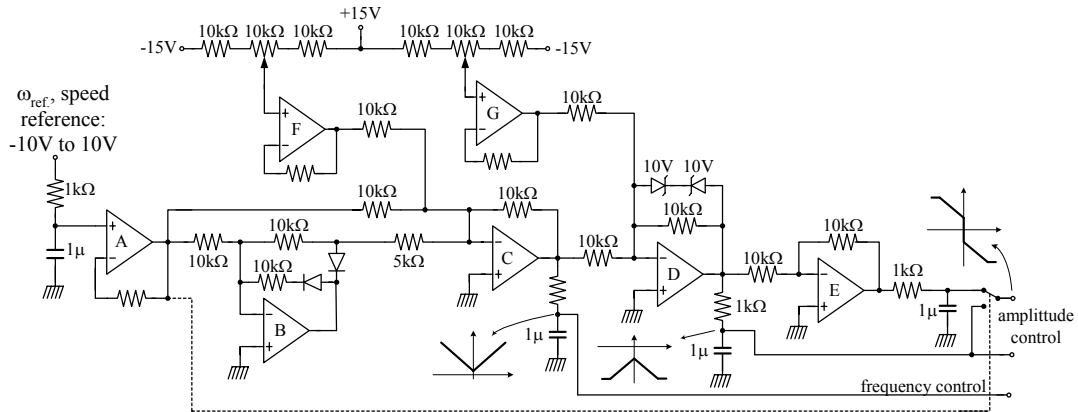 +15V
10kΩ 10kΩ 10kΩ 10kΩ 10kΩ 10kΩ
-15V -15V
ω_ref., speed
reference:
-10V to 10V
F
10kΩ
G
10kΩ
1kΩ
10V 10V
A
1μ
10kΩ
10kΩ
10kΩ
10kΩ
10kΩ
5kΩ
10kΩ
B
C
10kΩ
10kΩ
D
10kΩ
10kΩ
E
1kΩ
1kΩ
1μ
1μ
1μ
amplittude
control
frequency control